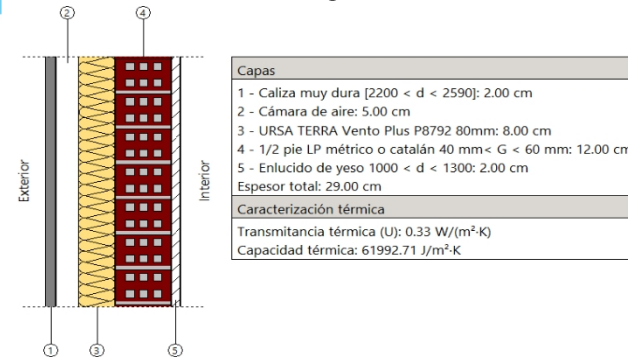 2
4
Exterior
Interior
1
3
5
Capas
1 - Caliza muy dura [2200 < d < 2590]: 2.00 cm
2 - Cámara de aire: 5.00 cm
3 - URSA TERRA Vento Plus P8792 80mm: 8.00 cm
4 - 1/2 pie LP métrico o catalán 40 mm< G < 60 mm: 12.00 cm
5 - Enlucido de yeso 1000 < d < 1300: 2.00 cm
Espesor total: 29.00 cm
Caracterización térmica
Transmitancia térmica (U): 0.33 W/(m²·K)
Capacidad térmica: 61992.71 J/m²·K